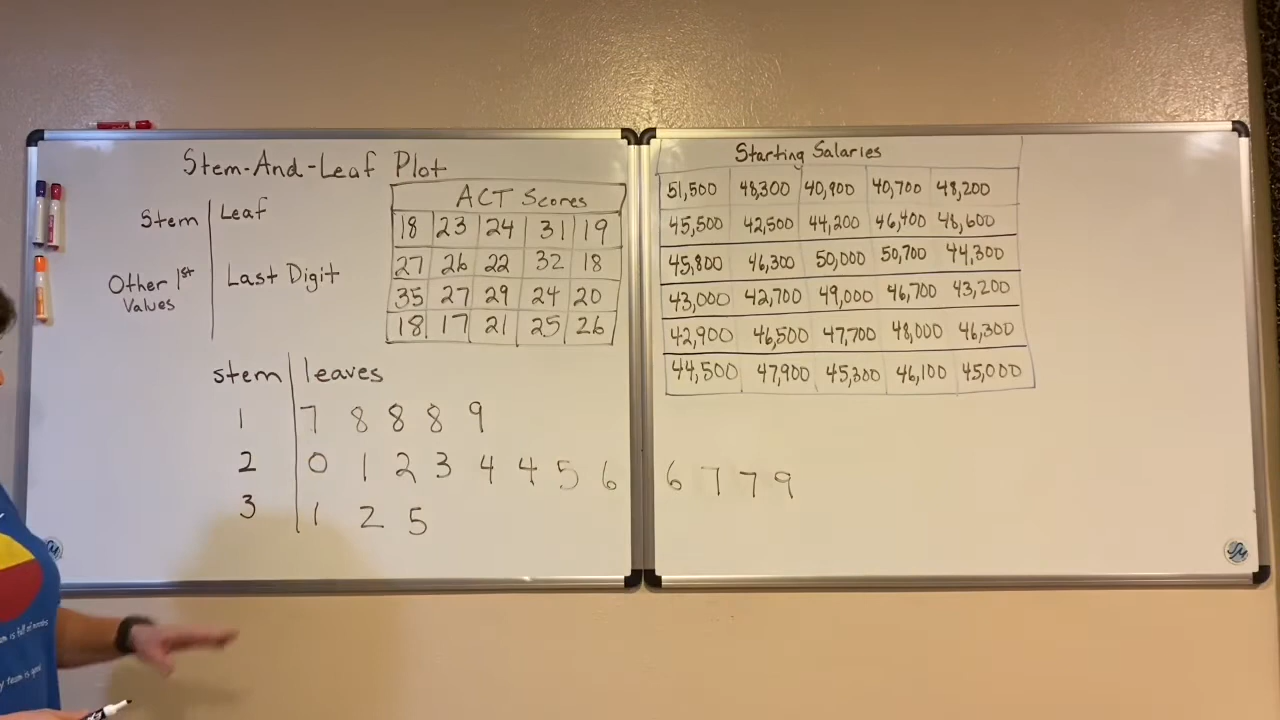 Stem-And-Leaf Plot
Stem Leaf
Other 1st Values Last Digit
ACT Scores
18 23 24 31 19
27 26 22 32 18
35 27 29 24 20
18 17 21 25 26
stem leaves
1 7 8 8 8 9
2 0 1 2 3 4 4 5 6 6 7 7 9
3 1 2 5
Starting Salaries
51,500 48,300 40,900 40,700 48,200
45,500 42,500 44,200 46,400 48,600
45,800 46,300 50,000 50,700 44,300
43,000 42,700 49,000 46,700 43,200
42,900 46,500 47,700 48,000 46,300
44,500 47,900 45,300 46,100 45,000